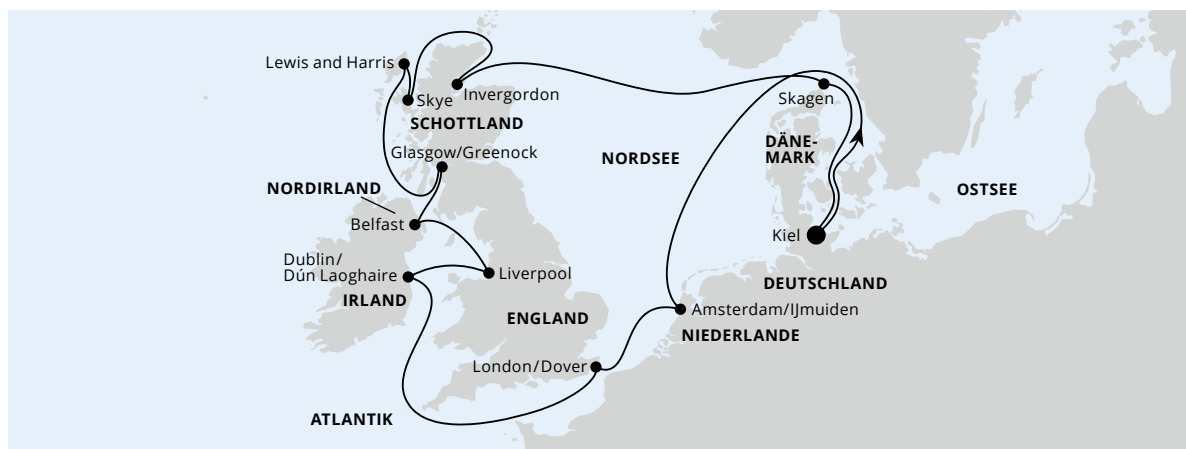 Lewis and Harris
Skye
Invergordon
SCHOTTLAND
Glasgow/Greenock
NORDIRLAND
Belfast
Dublin/
Dún Laoghaire
IRLAND
Liverpool
ENGLAND
London/Dover
ATLANTIK
NORDSEE
Skagen
DÄNE-
MARK
OSTSEE
Kiel
DEUTSCHLAND
Amsterdam/IJmuiden
NIEDERLANDE